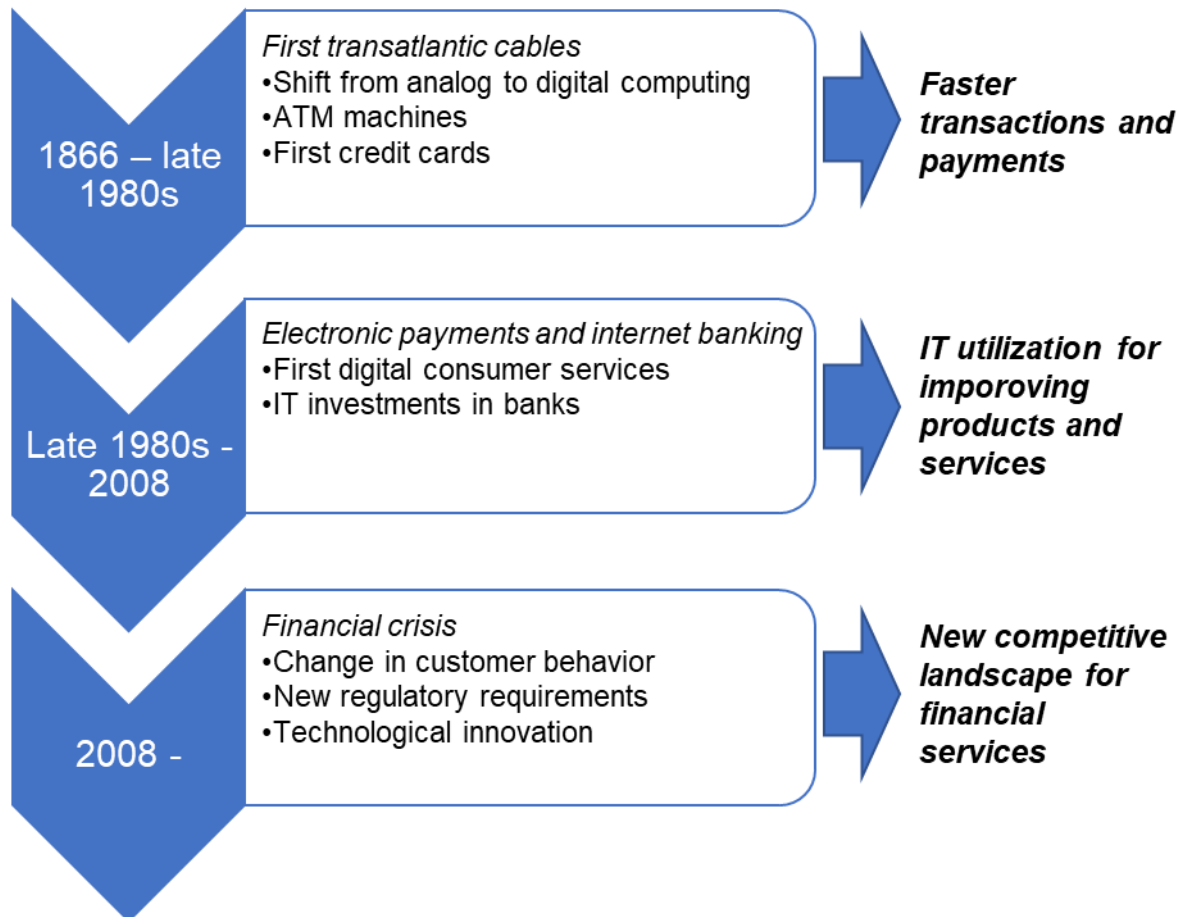 First transatlantic cables
•Shift from analog to digital computing
•ATM machines
•First credit cards
1866 – late
1980s
Faster
transactions and
payments
Electronic payments and internet banking
•First digital consumer services
•IT investments in banks
Late 1980s -
2008
IT utilization for
imporoving
products and
services
Financial crisis
•Change in customer behavior
•New regulatory requirements
•Technological innovation
2008 -
New competitive
landscape for
financial
services